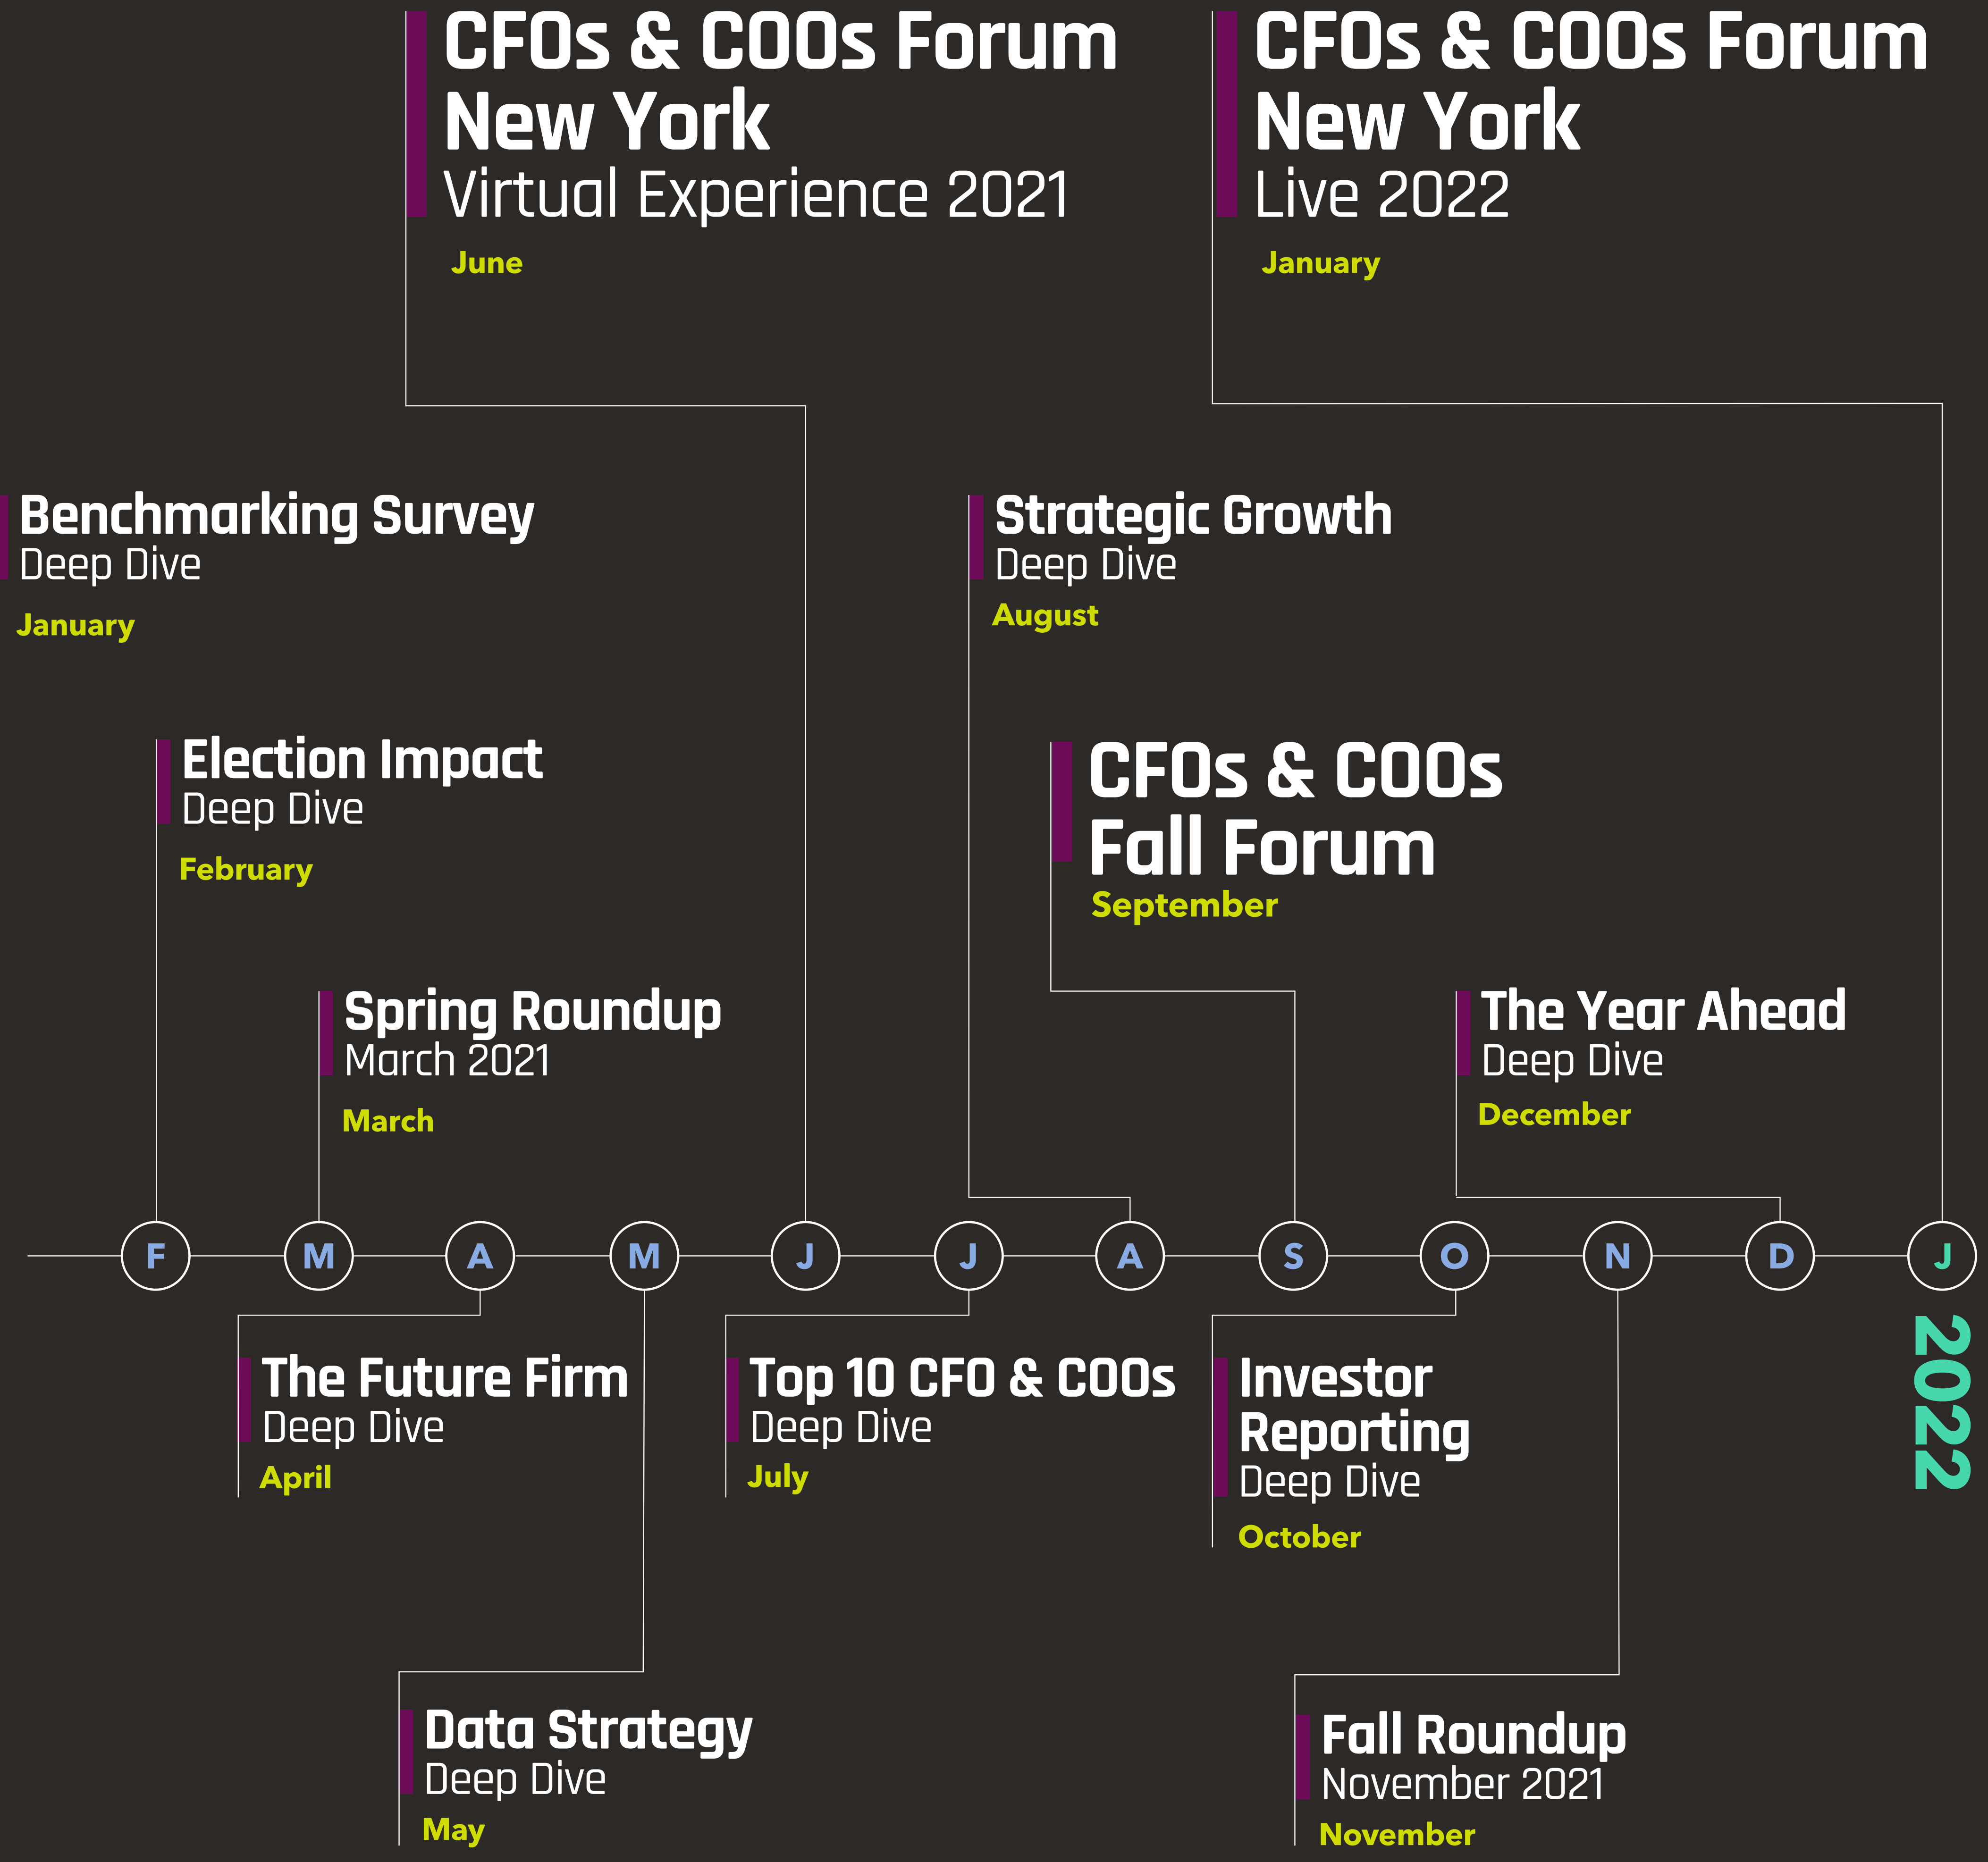 CFOs & COOs Forum
New York
Virtual Experience 2021
June
CFOs & COOs Forum
New York
Live 2022
January
Benchmarking Survey
Deep Dive
January
Strategic Growth
Deep Dive
August
Election Impact
Deep Dive
February
CFOs & COOs
Fall Forum
September
Spring Roundup
March 2021
March
The Year Ahead
Deep Dive
December
F M A M J J A S O N D J
2022
The Future Firm
Deep Dive
April
Top 10 CFO & COOs
Deep Dive
July
Investor
Reporting
Deep Dive
October
Data Strategy
Deep Dive
May
Fall Roundup
November 2021
November